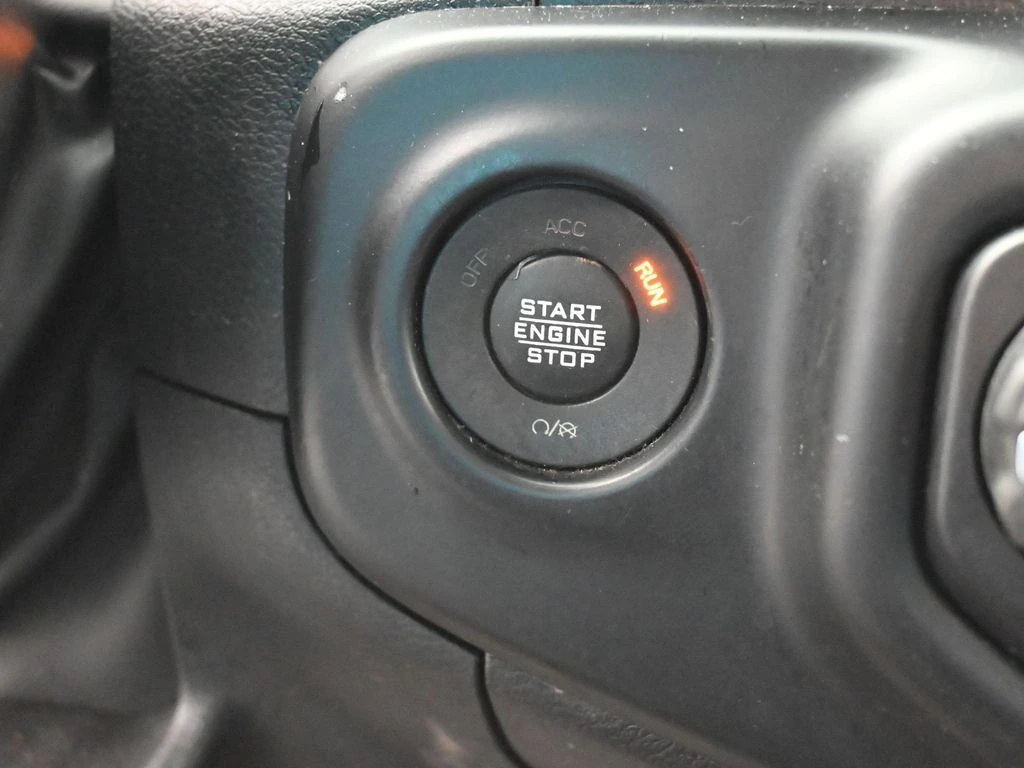 ACC
OFF
RUN
START
ENGINE
STOP